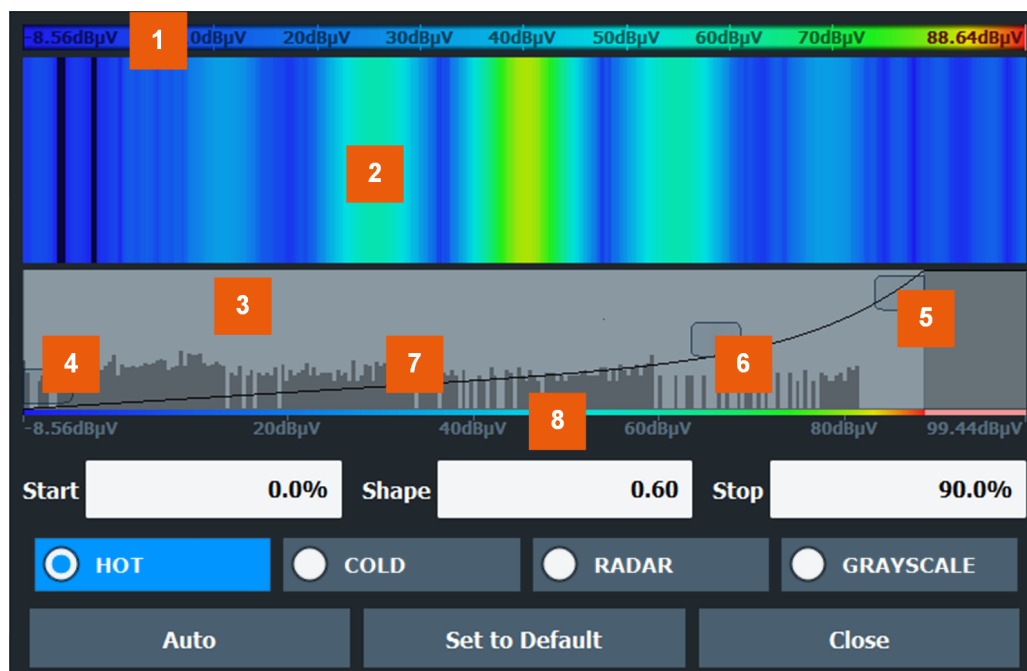 -8.56dBµV 1 0dBµV 20dBµV 30dBµV 40dBµV 50dBµV 60dBµV 70dBµV 88.64dBµV
2
3
5
4 7 6
8
-8.56dBµV 20dBµV 40dBµV 60dBµV 80dBµV 99.44dBµV
Start 0.0% Shape 0.60 Stop 90.0%
HOT COLD RADAR GRAYSCALE
Auto Set to Default Close